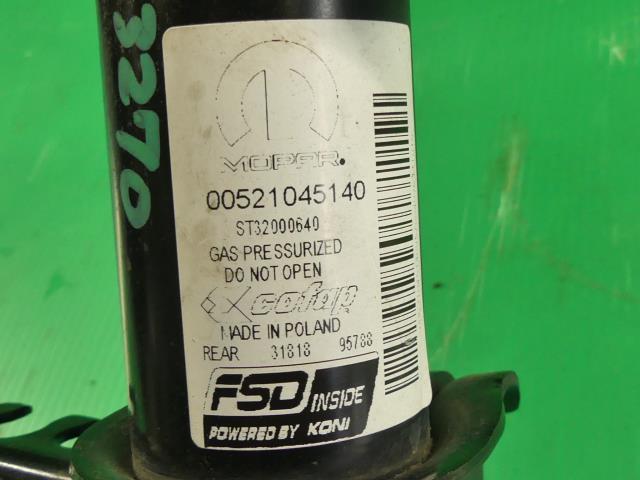 3270
MOPAR.
00521045140
ST32000640
GAS PRESSURIZED
DO NOT OPEN
cofap
MADE IN POLAND
REAR 31818 95788
FSD INSIDE
POWERED BY KONI